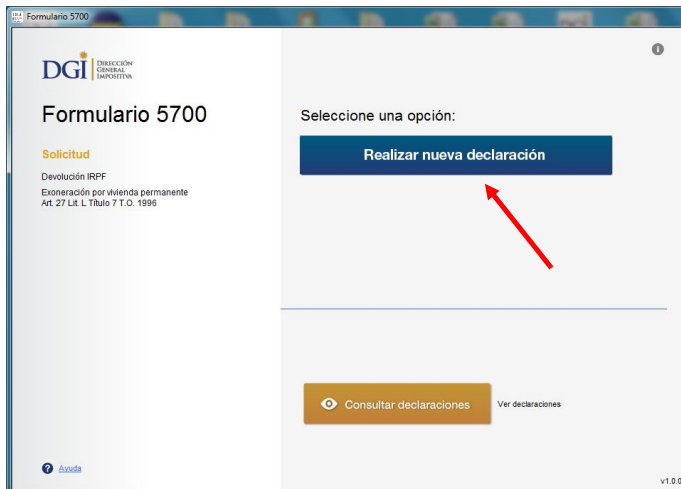 Formulario 5700
DGI DIRECCIÓN
GENERAL
IMPOSITIVA
Formulario 5700
Solicitud
Devolución IRPF
Exoneración por vivienda permanente
Art. 27 Lit. L Título 7 T.O. 1996
Ayuda
Seleccione una opción:
Realizar nueva declaración
Consultar declaraciones
Ver declaraciones
v1.0.0